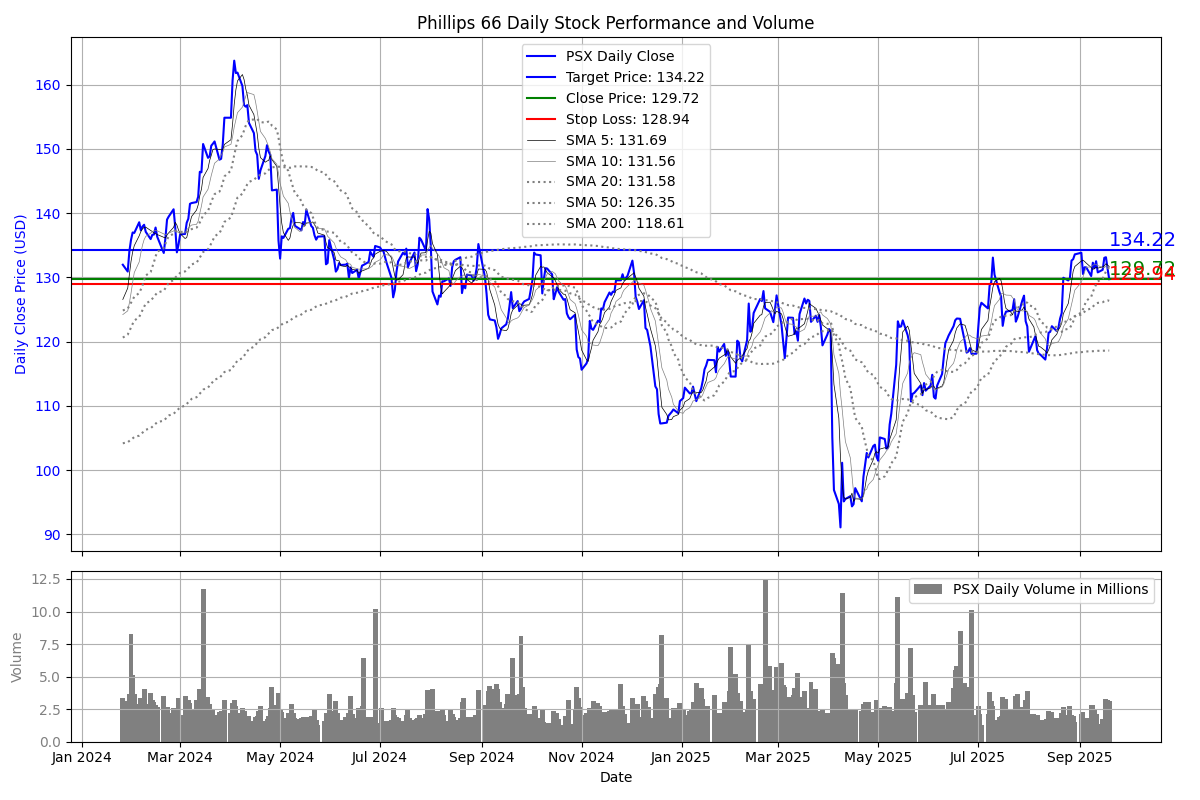 Phillips 66 Daily Stock Performance and Volume
PSX Daily Close
Target Price: 134.22
Close Price: 129.72
Stop Loss: 128.94
SMA 5: 131.69
SMA 10: 131.56
SMA 20: 131.58
SMA 50: 126.35
SMA 200: 118.61
Daily Close Price (USD)
160
150
140
130
120
110
100
90
134.22
129.72
128.94
PSX Daily Volume in Millions
Volume
12.5
10.0
7.5
5.0
2.5
0.0
Jan 2024 Mar 2024 May 2024 Jul 2024 Sep 2024 Nov 2024 Jan 2025 Mar 2025 May 2025 Jul 2025 Sep 2025
Date